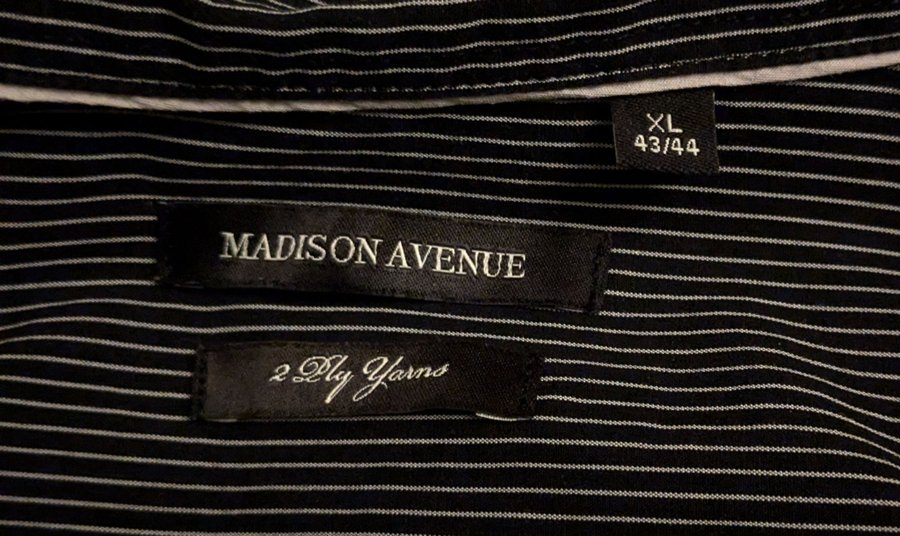 XL
43/44
MADISON AVENUE
2 Ply Yarns